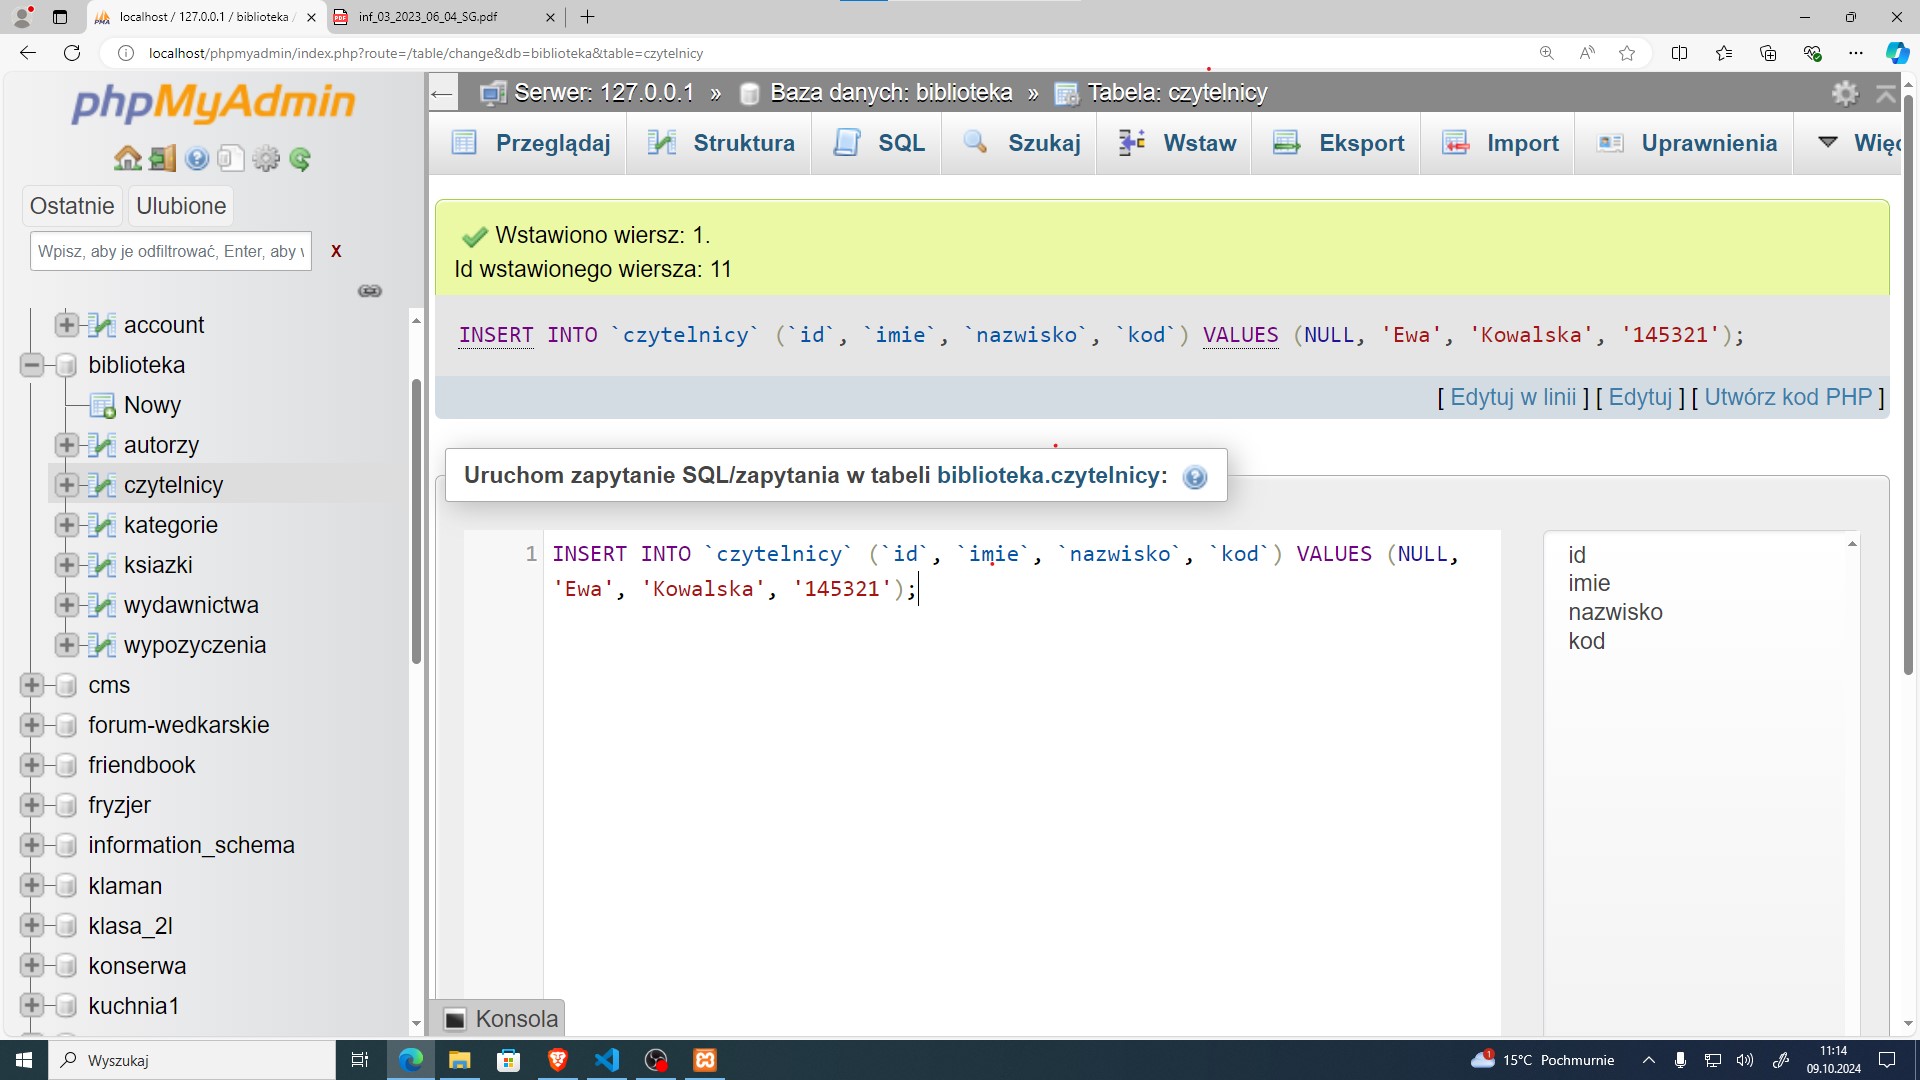 localhost / 127.0.0.1 / biblioteka /
inf_03_2023_06_04_SG.pdf
localhost/phpmyadmin/index.php?route=/table/change&db=biblioteka&table=czytelnicy
phpMyAdmin
Ostatnie
Ulubione
Wpisz, aby je odfiltrować, Enter, aby
X
account
biblioteka
Nowy
autorzy
czytelnicy
kategorie
ksiazki
wydawnictwa
wypozyczenia
cms
forum-wedkarskie
friendbook
fryzjer
information_schema
klaman
klasa_2l
konserwa
kuchnia1
Serwer: 127.0.0.1 » Baza danych: biblioteka » Tabela: czytelnicy
Przeglądaj
Struktura
SQL
Szukaj
Wstaw
Eksport
Import
Uprawnienia
Więc
Wstawiono wiersz: 1.
Id wstawionego wiersza: 11
INSERT INTO `czytelnicy` (`id`, `imie`, `nazwisko`, `kod`) VALUES (NULL, 'Ewa', 'Kowalska', '145321');
[ Edytuj w linii ] [ Edytuj ] [ Utwórz kod PHP ]
Uruchom zapytanie SQL/zapytania w tabeli biblioteka.czytelnicy:
1 INSERT INTO `czytelnicy` (`id`, `imie`, `nazwisko`, `kod`) VALUES (NULL,
'Ewa', 'Kowalska', '145321');
id
imie
nazwisko
kod
Konsola
Wyszukaj
1
15°C Pochmurnie
11:14
09.10.2024